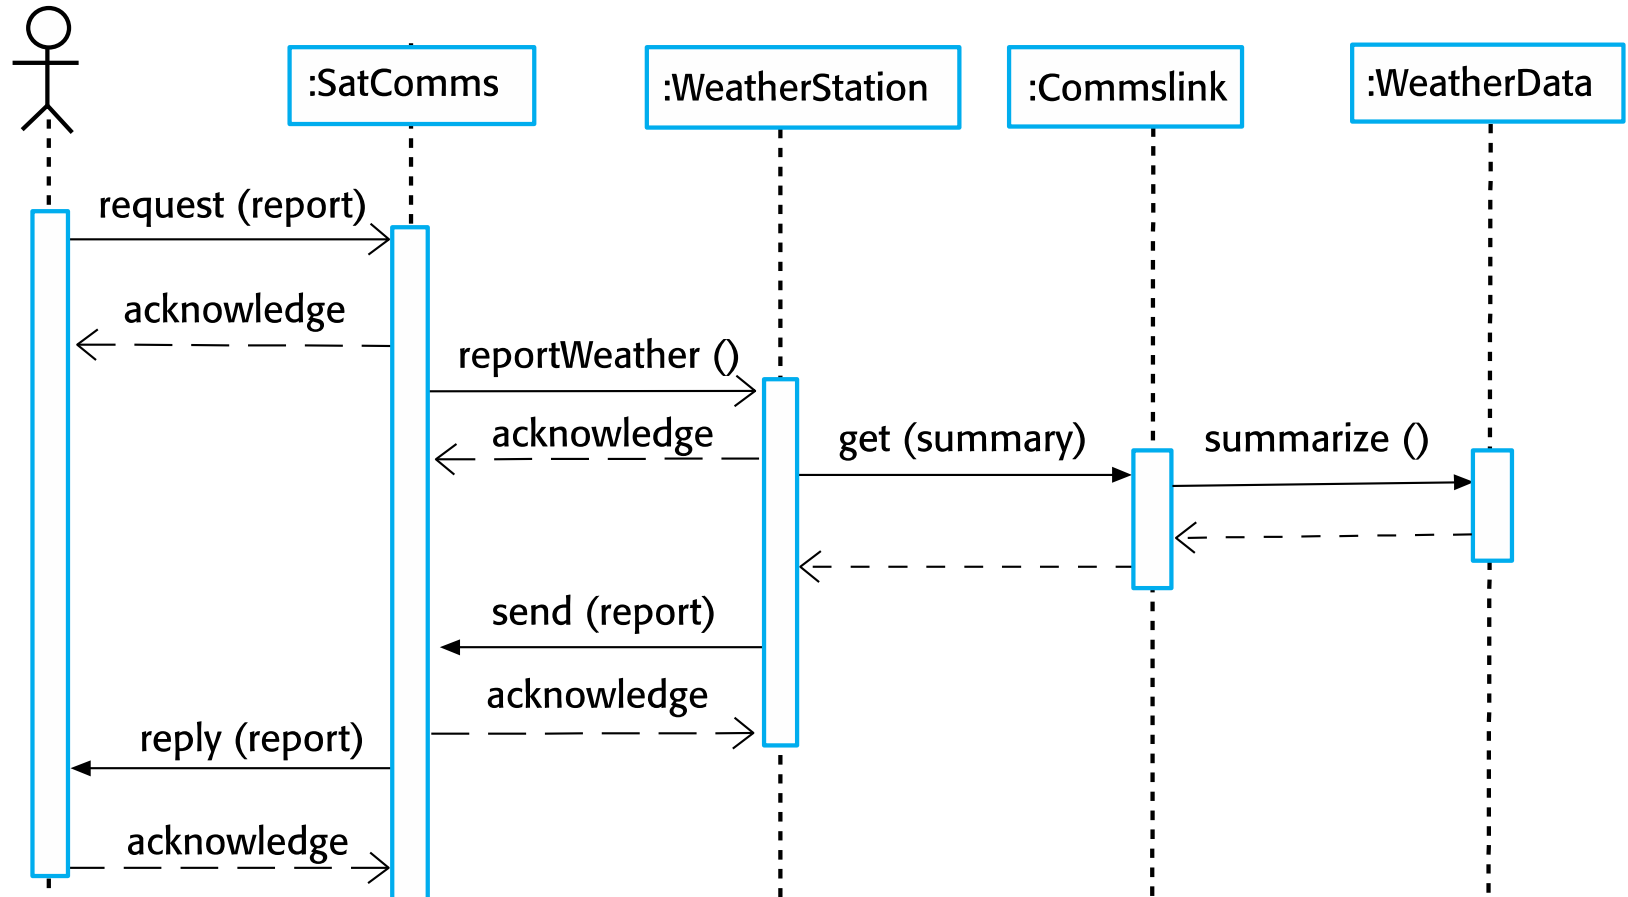 :SatComms
:WeatherStation
:Commslink
:WeatherData
request (report)
acknowledge
reportWeather ()
acknowledge
get (summary)
summarize ()
send (report)
acknowledge
reply (report)
acknowledge